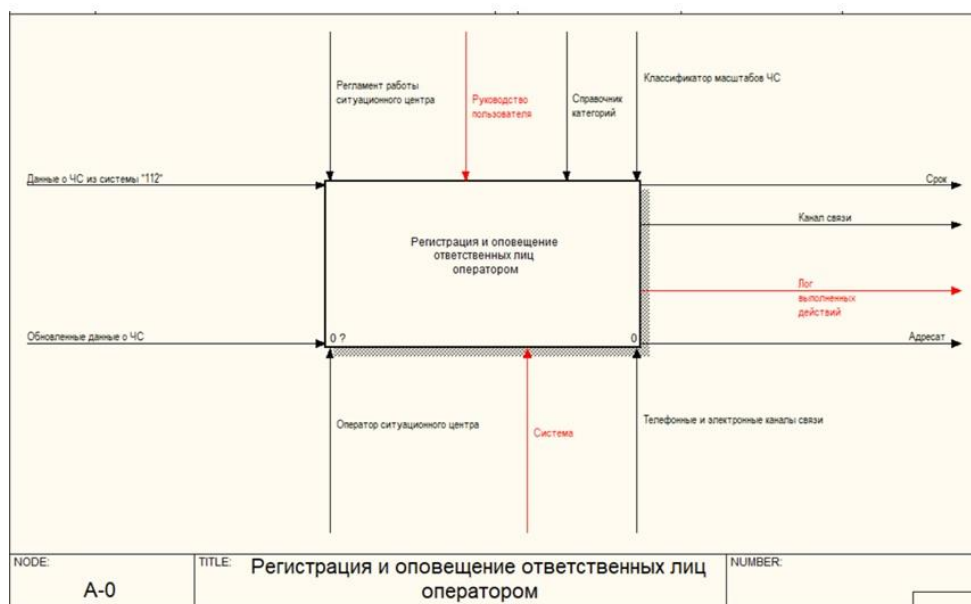 Регламент работы
ситуационного центра
Руководство
пользователя
Справочник
категорий
Классификатор масштабов ЧС
Данные о ЧС из системы "112"
Срок
Канал связи
Регистрация и оповещение
ответственных лиц
оператором
Лог
выполненных
действий
Обновленные данные о ЧС
0 ?
0
Адресат
Оператор ситуационного центра
Система
Телефонные и электронные каналы связи
NODE:
A-0
TITLE:
Регистрация и оповещение ответственных лиц
оператором
NUMBER: